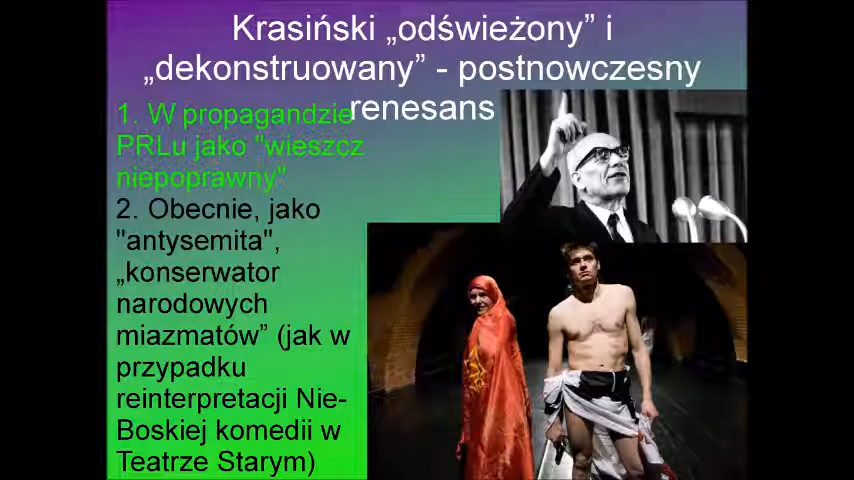 Krasiński „odświeżony” i
„dekonstruowany” - postnowczesny
renesans
1. W propagandzie
PRLu jako "wieszcz
niepoprawny"
2. Obecnie, jako
"antysemita",
„konserwator
narodowych
miazmatów” (jak w
przypadku
reinterpretacji Nie-
Boskiej komedii w
Teatrze Starym)